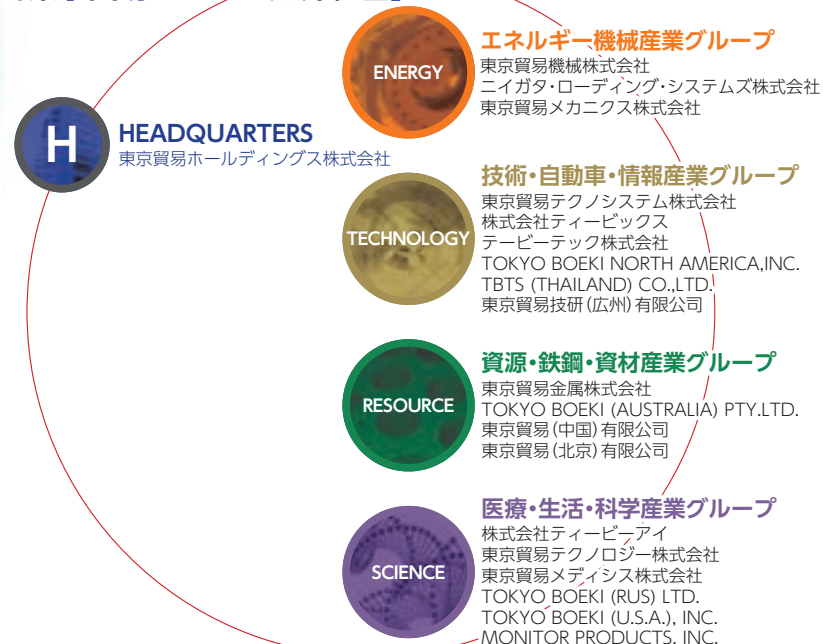 エネルギー機械産業グループ
ENERGY
東京貿易機械株式会社
ニイガタ・ローディング・システムズ株式会社
東京貿易メカニクス株式会社
H
HEADQUARTERS
東京貿易ホールディングス株式会社
技術・自動車・情報産業グループ
TECHNOLOGY
東京貿易テクノシステム株式会社
株式会社ティービックス
テービーテック株式会社
TOKYO BOEKI NORTH AMERICA,INC.
TBTS (THAILAND) CO.,LTD.
東京貿易技研(広州)有限公司
資源・鉄鋼・資材産業グループ
RESOURCE
東京貿易金属株式会社
TOKYO BOEKI (AUSTRALIA) PTY.LTD.
東京貿易(中国)有限公司
東京貿易(北京)有限公司
医療・生活・科学産業グループ
SCIENCE
株式会社ティービーアイ
東京貿易テクノロジー株式会社
東京貿易メディシス株式会社
TOKYO BOEKI (RUS) LTD.
TOKYO BOEKI (U.S.A.), INC.
MONITOR PRODUCTS, INC.